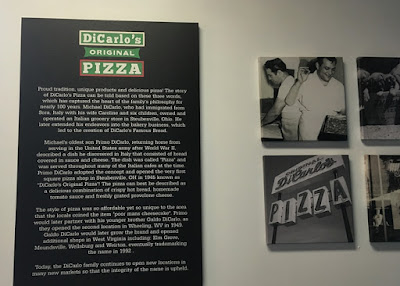 DiCarlo's
ORIGINAL
PIZZA
Proud tradition, unique products and delicious pizza! The story
of DiCarlo's Pizza can be told based on these three words,
which has captured the heart of the family's philosophy for
nearly 100 years. Michael DiCarlo, who had immigrated from
Sora, Italy with his wife Caroline and six children, owned and
operated an Italian grocery store in Steubenville, Ohio. He
later extended his endeavors into the bakery business, which
led to the creation of DiCarlo's Famous Bread.
Michael's oldest son Primo DiCarlo, returning home from
serving in the United States army after World War II,
described a dish he discovered in Italy that consisted of bread
covered in sauce and cheese. The dish was called "Pizza" and
was served throughout many of the Italian cafes at the time.
Primo DiCarlo adopted the concept and opened the very first
square pizza shop in Steubenville, OH in 1945 known as
"DiCarlo's Original Pizza". The pizza can best be described as
a delicious combination of crispy hot bread, homemade
tomato sauce and freshly grated provolone cheese.
The style of pizza was so affordable yet so unique to the area
that the locals coined the item "poor mans cheesecake". Primo
would later partner with his younger brother Galdo DiCarlo, as
they opened the second location in Wheeling, WV in 1949.
Galdo DiCarlo would later grow the brand and opened
additional shops in West Virginia including: Elm Grove,
Moundsville, Wellsburg and Weirton, eventually trademarking
the name in 1992.
Today, the DiCarlo family continues to open new locations in
many new markets so that the integrity of the name is upheld.
DiCarlo's
PIZZA